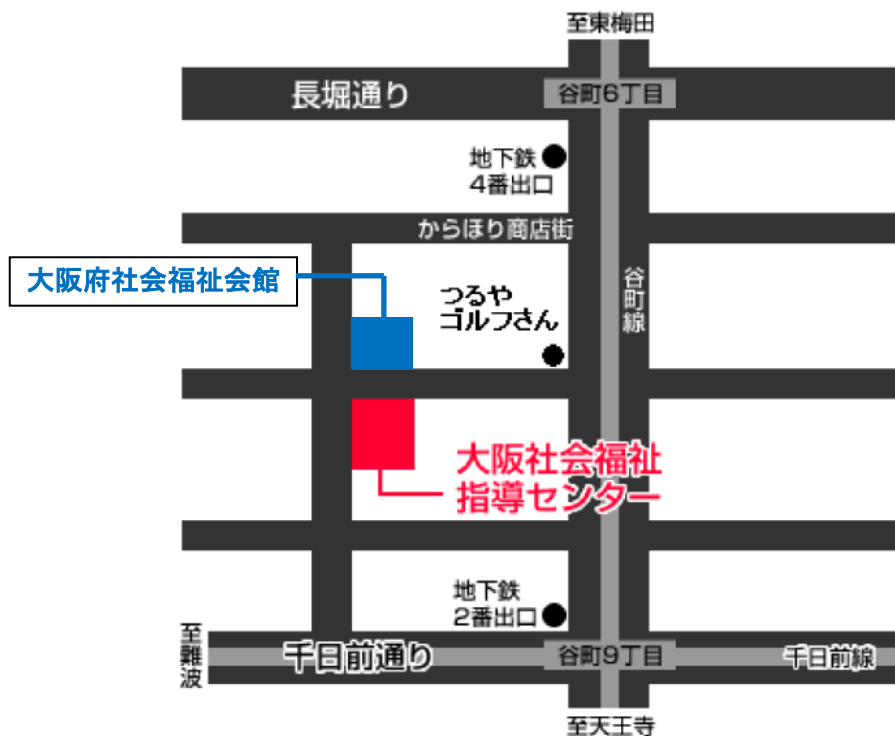 至東梅田
長堀通り
谷町6丁目
地下鉄
4番出口
からほり商店街
大阪府社会福祉会館
つるや
ゴルフさん
谷町線
大阪社会福祉
指導センター
地下鉄
2番出口
至難波
千日前通り
谷町9丁目
千日前線
至天王寺